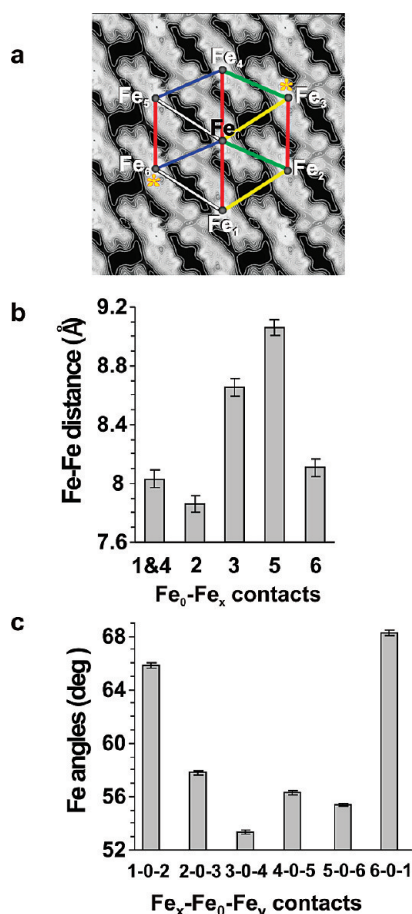 a
Fe₄
*
Fe₅ Fe₃
Fe
Fe₆ Fe₂
*
Fe₁
b
Fe-Fe distance (Å)
9.2
8.8
8.4
8
7.6
1&4 2 3 5 6
Fe₀-Feₓ contacts
c
Fe angles (deg)
68
64
60
56
52
1-0-2 2-0-3 3-0-4 4-0-5 5-0-6 6-0-1
Feₓ-Fe₀-Feₓ contacts